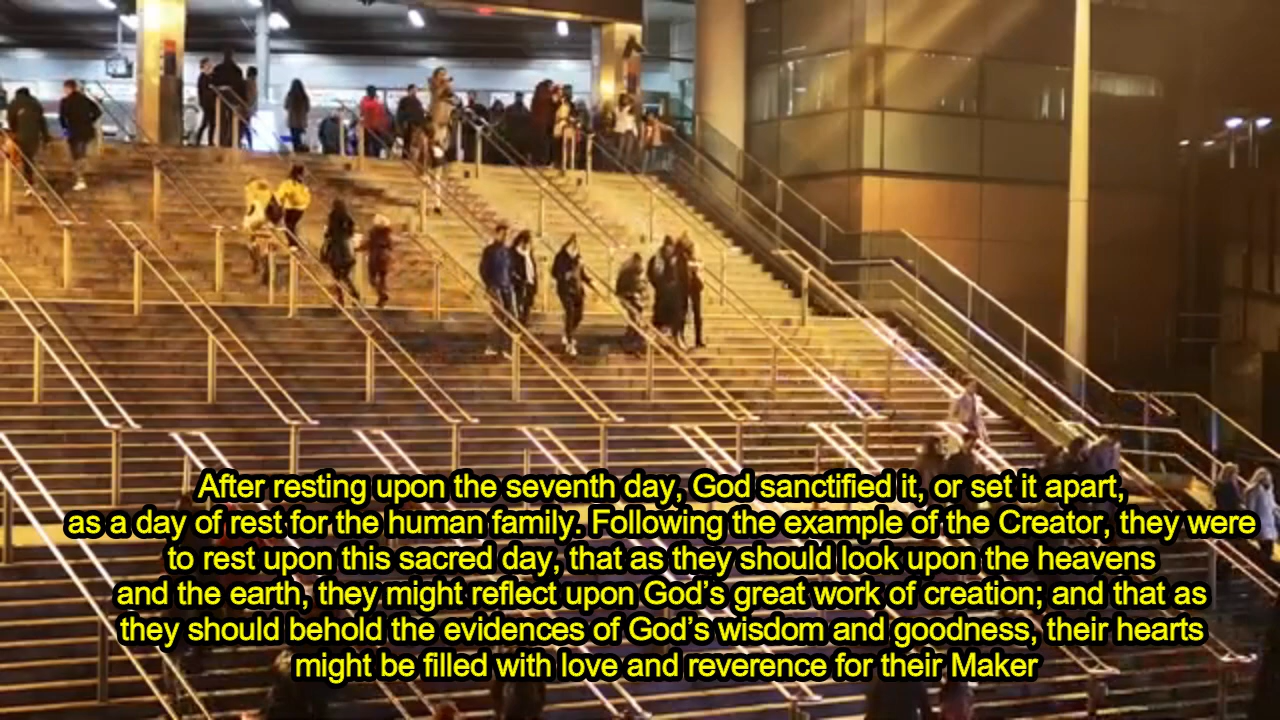 After resting upon the seventh day, God sanctified it, or set it apart,
as a day of rest for the human family. Following the example of the Creator, they were
to rest upon this sacred day, that as they should look upon the heavens
and the earth, they might reflect upon God’s great work of creation; and that as
they should behold the evidences of God’s wisdom and goodness, their hearts
might be filled with love and reverence for their Maker